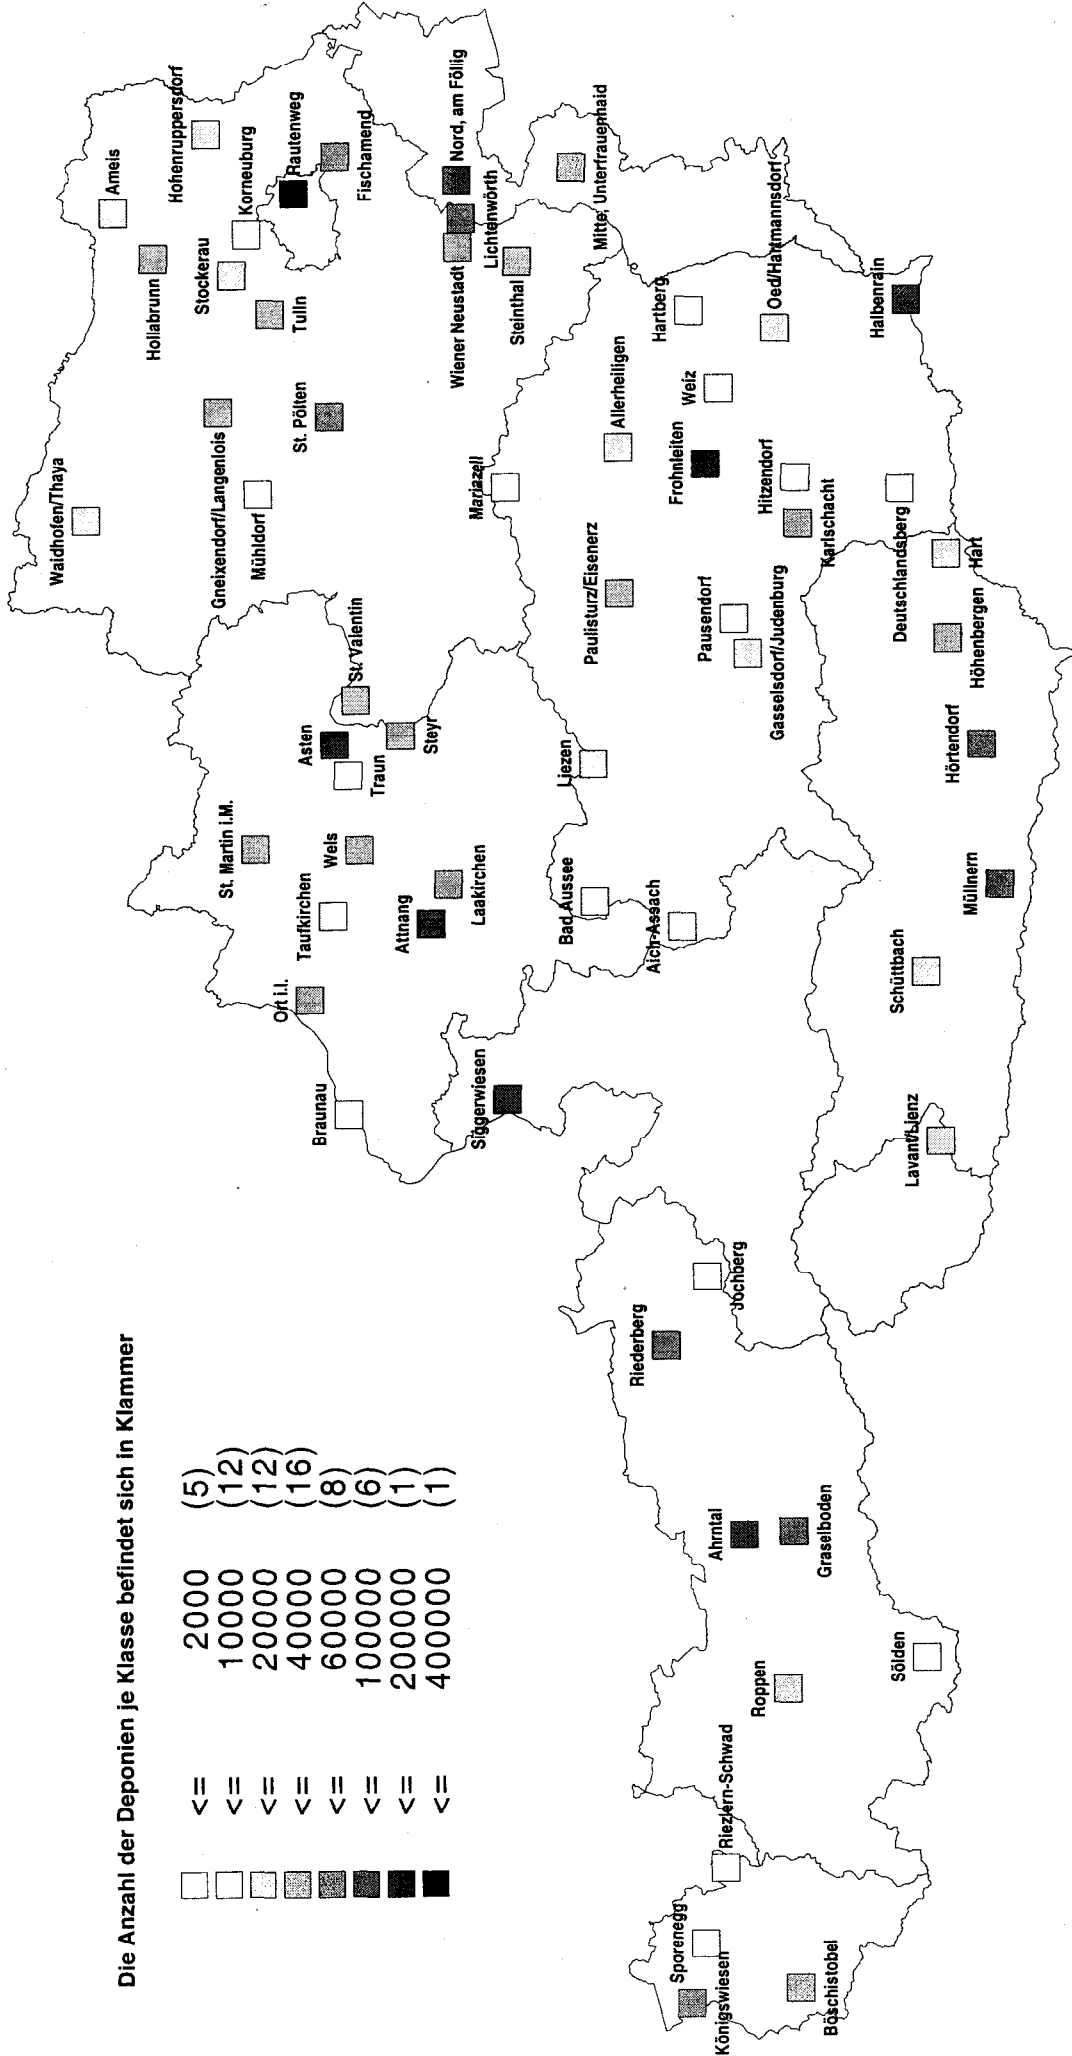 Die Anzahl der Deponien je Klasse befindet sich in Klammer
<= 2000 (5)
<= 10000 (12)
<= 20000 (12)
<= 40000 (16)
<= 60000 (8)
<= 100000 (6)
<= 200000 (1)
<= 400000 (1)
Waidhofen/Thaya
Ameis
Hollabrunn
Hohenruppersdorf
Stockerau
Korneuburg
Gneixendorf/Langenlois
Mühldorf
Tulln
Rautenweg
St. Pölten
Fischamend
St. Martin i.M.
Ort i.I.
Taufkirchen
Wels
Asten
Traun
St. Valentin
Steyr
Braunau
Attnang
Laakirchen
Wiener Neustadt
Lichtenwörth
Nord, am Föllig
Steinthal
Mitte, Unterfrauenhaid
Siggerwiesen
Mariazell
Bad Aussee
Liezen
Paulisturz/Eisenerz
Allerheiligen
Aich-Assach
Hartberg
Frohnleiten
Weiz
Pausendorf
Gasselsdorf/Judenburg
Hitzendorf
Karlschacht
Oed/Hartmannsdorf
Riederberg
Jochberg
Ahrntal
Graselboden
Sporenegg
Königswiesen
Riezlern-Schwad
Roppen
Böschistobel
Sölden
Lavant/Lienz
Schüttbach
Müllnern
Hörtendorf
Höhenbergen
Deutschlandsberg
Hart
Halbenrain